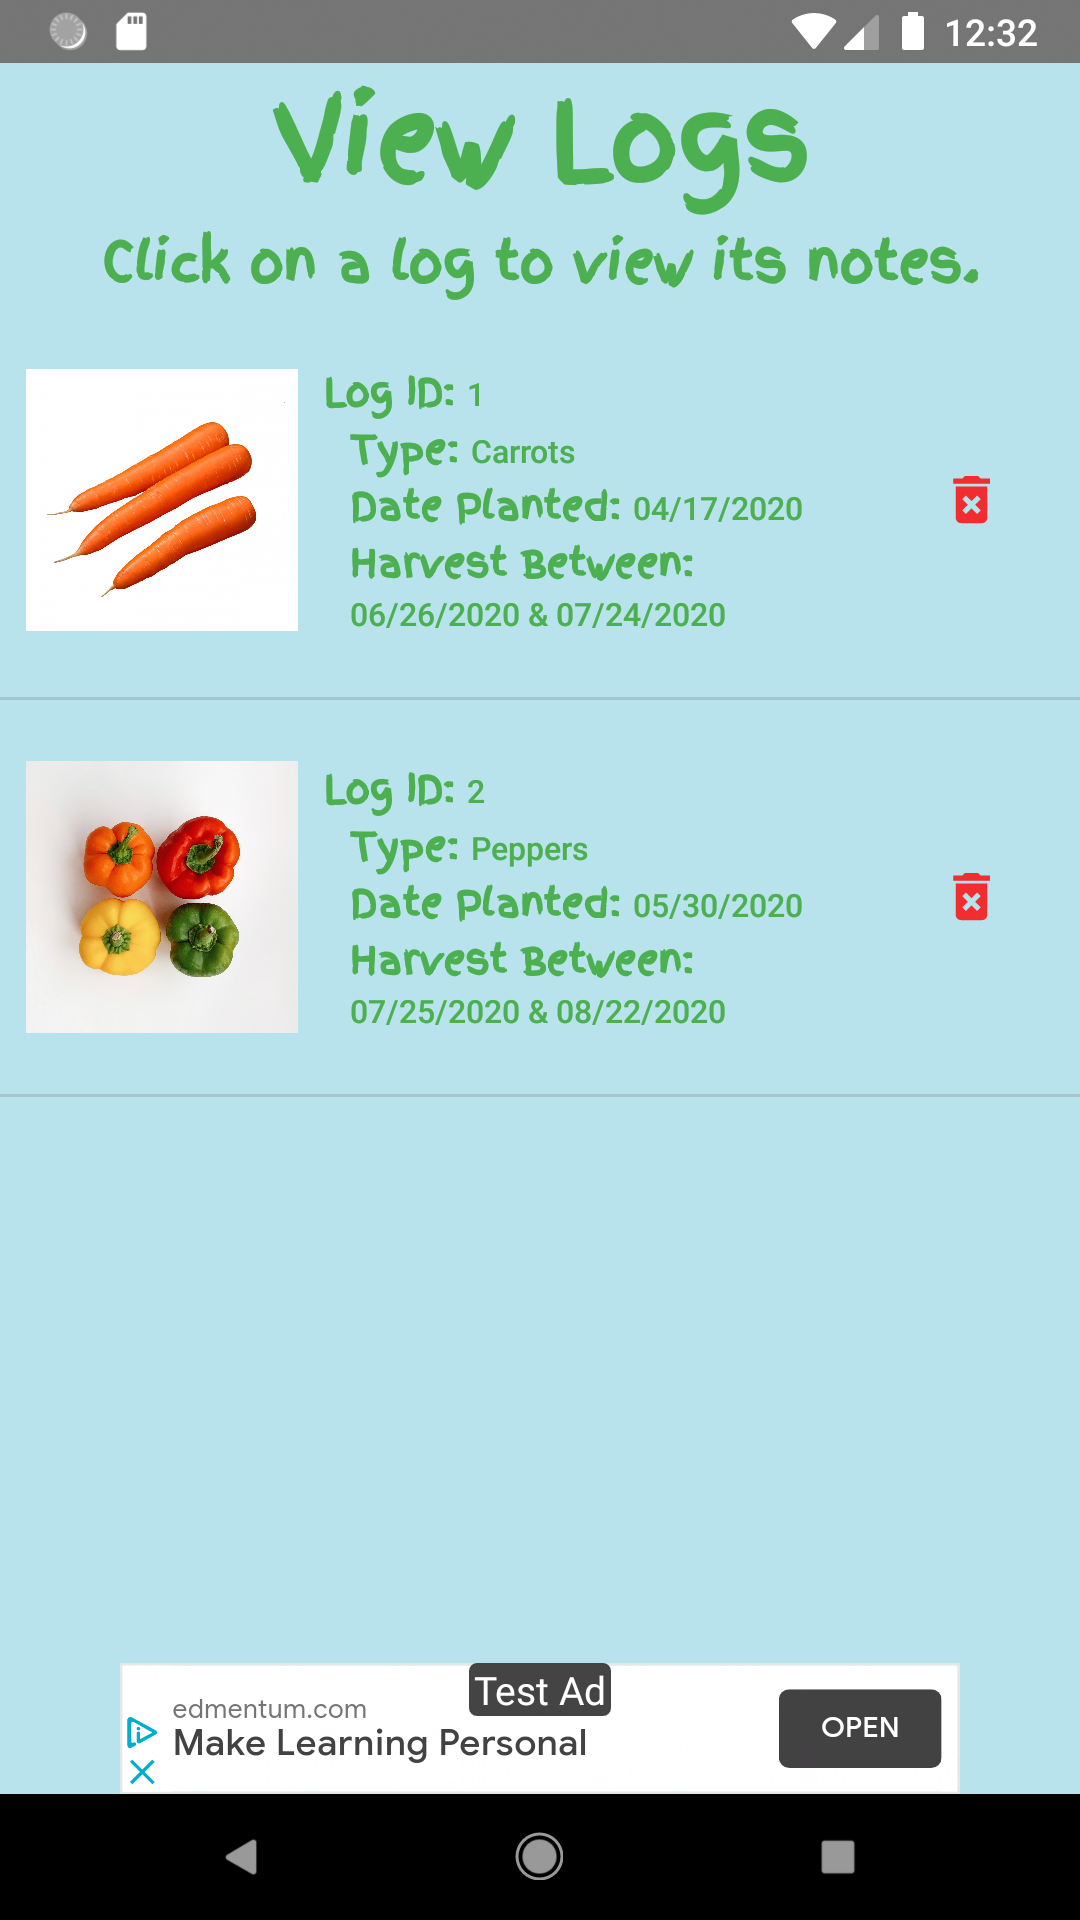 12:32
View Logs
Click on a log to view its notes.
Log ID: 1
Type: Carrots
Date Planted: 04/17/2020
Harvest Between:
06/26/2020 & 07/24/2020
Log ID: 2
Type: Peppers
Date Planted: 05/30/2020
Harvest Between:
07/25/2020 & 08/22/2020
Test Ad
edmentum.com
Make Learning Personal
OPEN